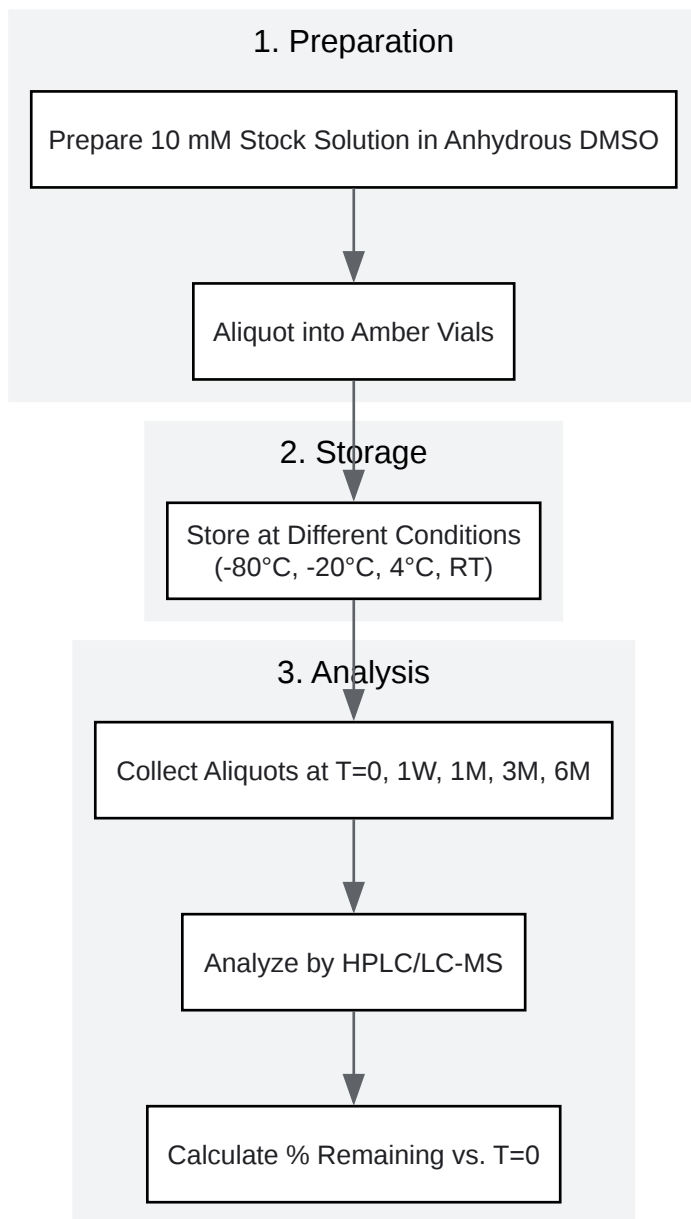 1. Preparation
Prepare 10 mM Stock Solution in Anhydrous DMSO
Aliquot into Amber Vials
2. Storage
Store at Different Conditions
(-80°C, -20°C, 4°C, RT)
3. Analysis
Collect Aliquots at T=0, 1W, 1M, 3M, 6M
Analyze by HPLC/LC-MS
Calculate % Remaining vs. T=0